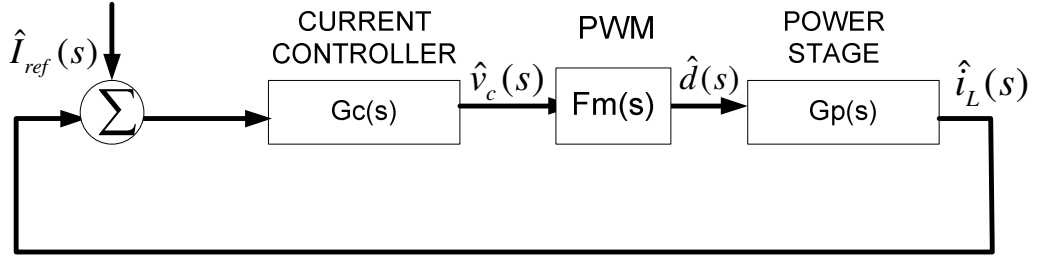 CURRENT
CONTROLLER
PWM
POWER
STAGE
Î_ref(s)
Σ
Gc(s)
v̂_c(s)
Fm(s)
d̂(s)
Gp(s)
î_L(s)